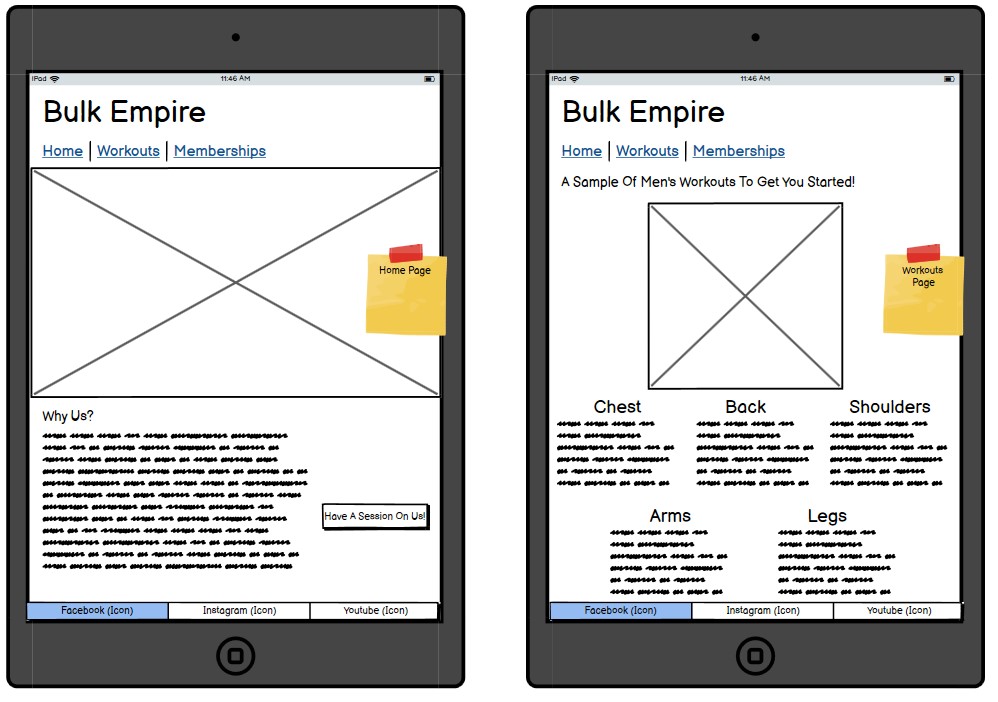 iPad
11:46 AM
Bulk Empire
Home | Workouts | Memberships
Home Page
Why Us?
Have A Session On Us!
Facebook (Icon)
Instagram (Icon)
Youtube (Icon)
iPad
11:46 AM
Bulk Empire
Home | Workouts | Memberships
A Sample Of Men's Workouts To Get You Started!
Workouts
Page
Chest
Back
Shoulders
Arms
Legs
Facebook (Icon)
Instagram (Icon)
Youtube (Icon)